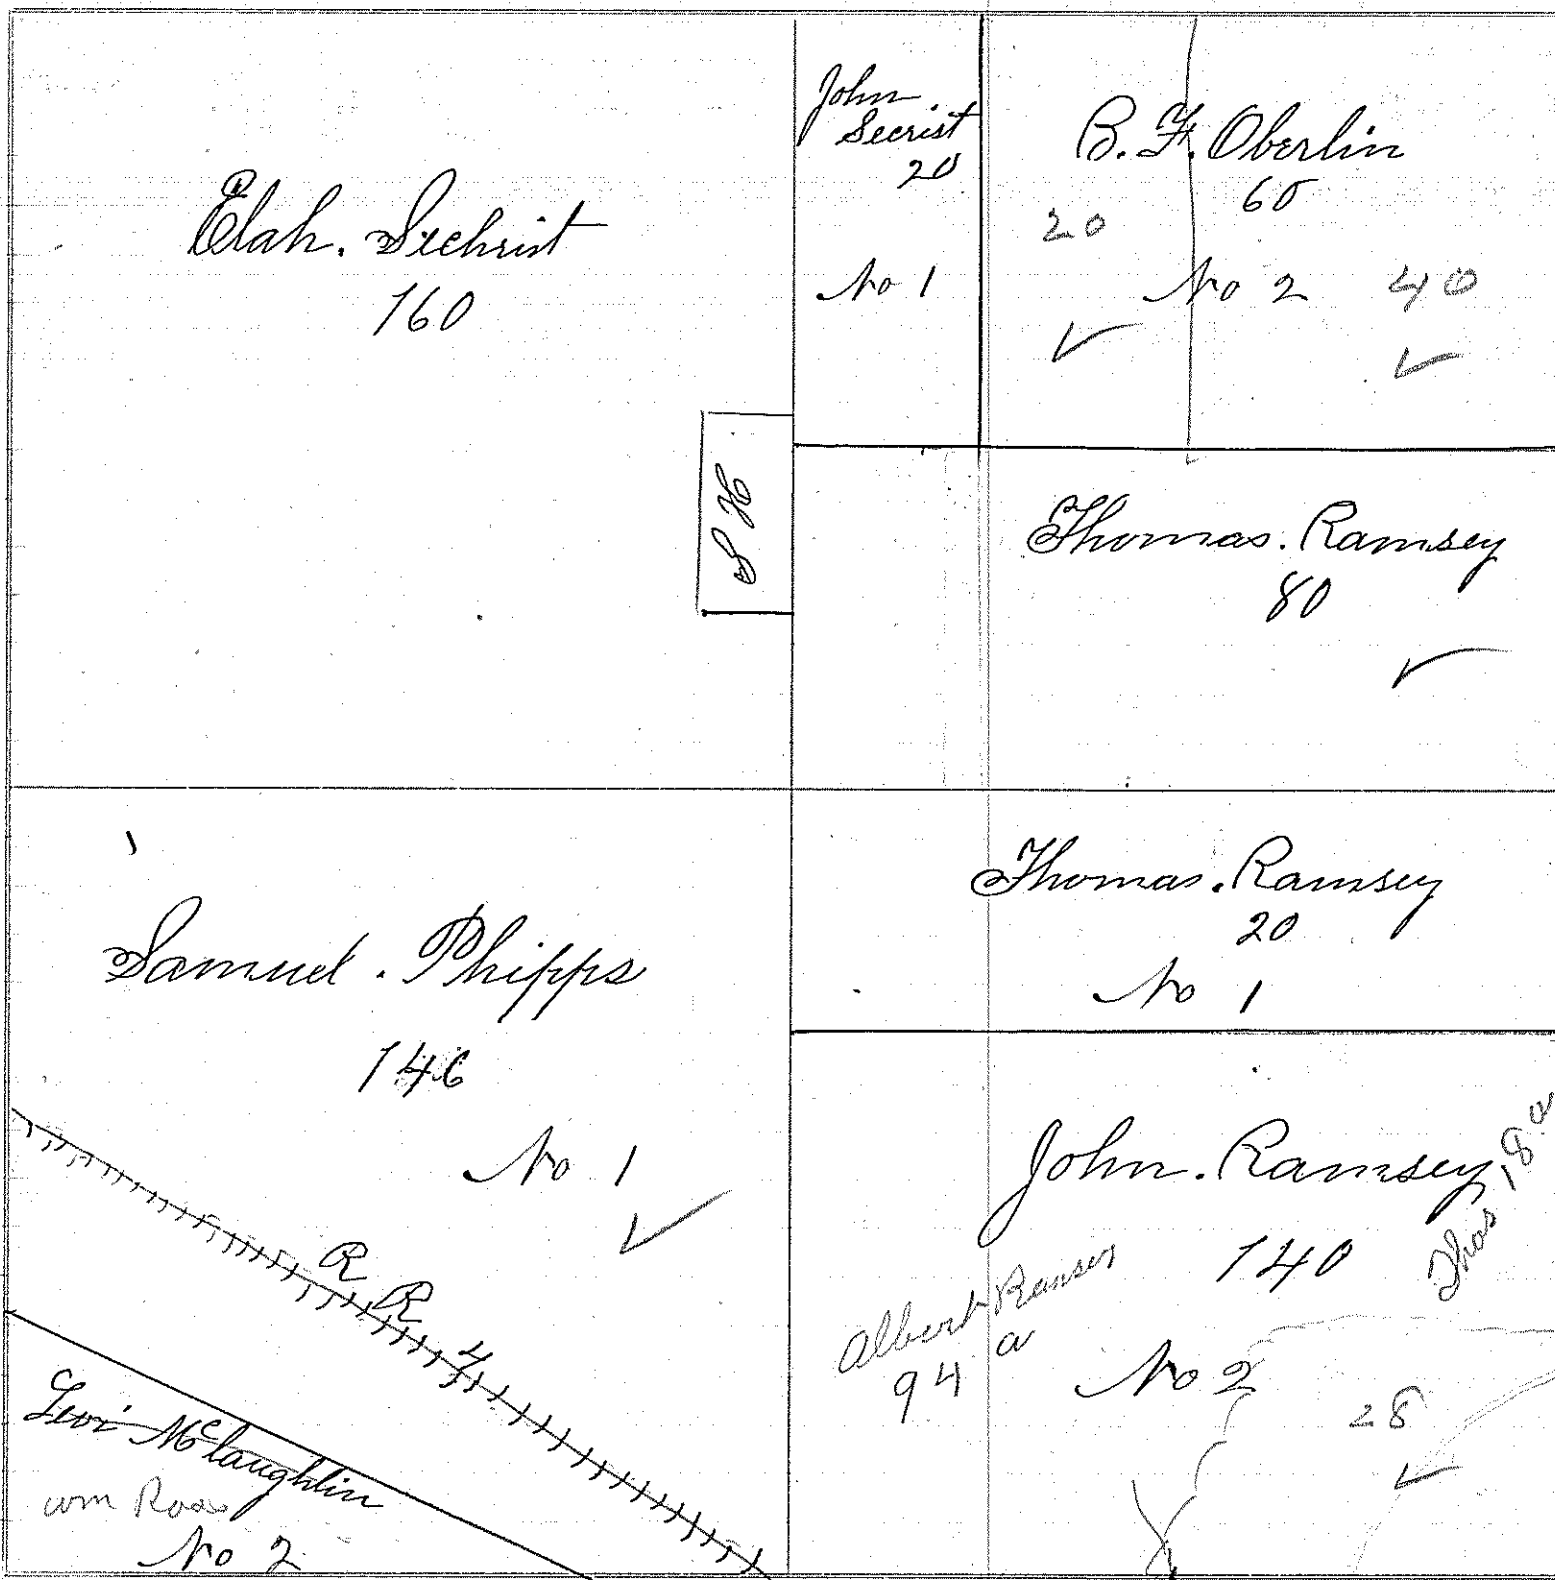 Elah. Sechrist
160
John
Secrist
20
No 1
B. F. Oberlin
60
20
No 2 40
S H
Thomas. Ramsey
80
Thomas. Ramsey
20
No 1
Samuel. Phipps
146
No 1
R R
Levi McLaughlin
wm Ross
No 2
John. Ramsey
140
Thos 18 a
Albert Ramsey
94 a
No 2
28